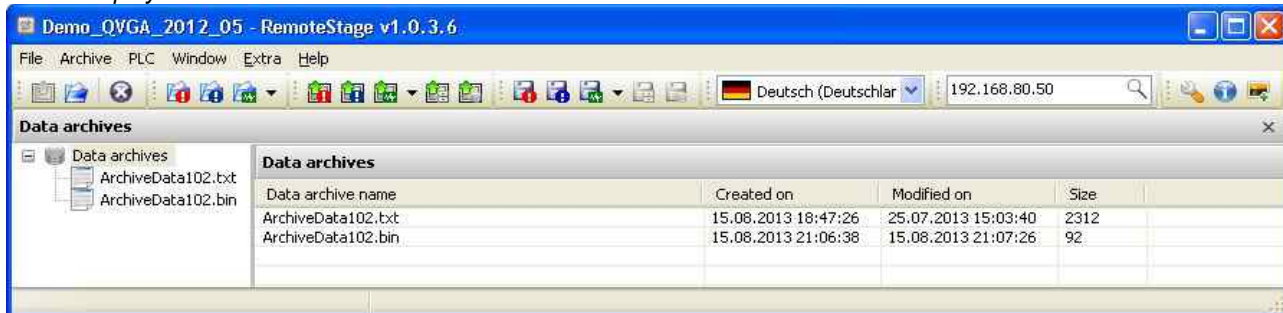 Demo_QVGA_2012_05 - RemoteStage v1.0.3.6
File Archive PLC Window Extra Help
Deutsch (Deutschlar 192.168.80.50
Data archives
Data archives
ArchiveData102.txt
ArchiveData102.bin
Data archives
Data archive name Created on Modified on Size
ArchiveData102.txt 15.08.2013 18:47:26 25.07.2013 15:03:40 2312
ArchiveData102.bin 15.08.2013 21:06:38 15.08.2013 21:07:26 92